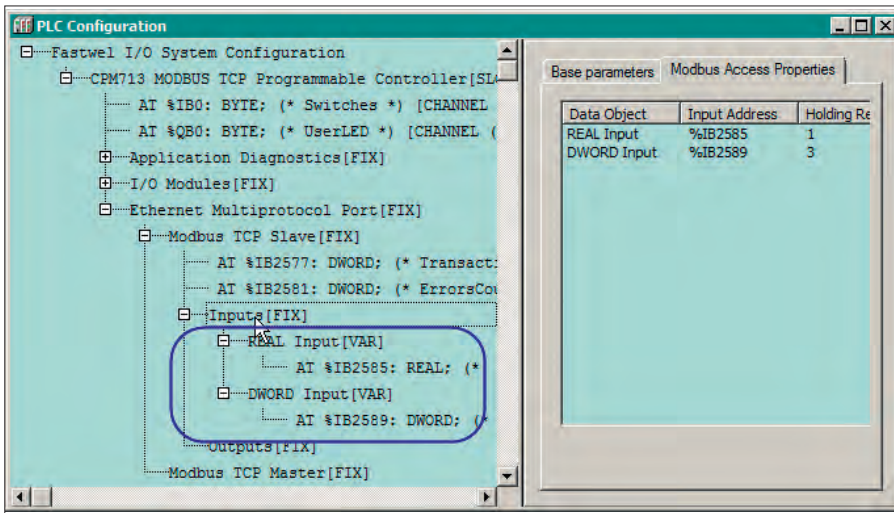 PLC Configuration
Fastwel I/O System Configuration
CPM713 MODBUS TCP Programmable Controller[SL
AT %IB0: BYTE; (* Switches *) [CHANNEL
AT %QB0: BYTE; (* UserLED *) [CHANNEL (
Application Diagnostics[FIX]
I/O Modules[FIX]
Ethernet Multiprotocol Port[FIX]
Modbus TCP Slave[FIX]
AT %IB2577: DWORD; (* Transact
AT %IB2581: DWORD; (* ErrorsCou
Inputs[FIX]
REAL Input[VAR]
AT %IB2585: REAL; (*
DWORD Input[VAR]
AT %IB2589: DWORD; (*
Outputs[FIX]
Modbus TCP Master[FIX]
Base parameters Modbus Access Properties
Data Object Input Address Holding Re
REAL Input %IB2585 1
DWORD Input %IB2589 3